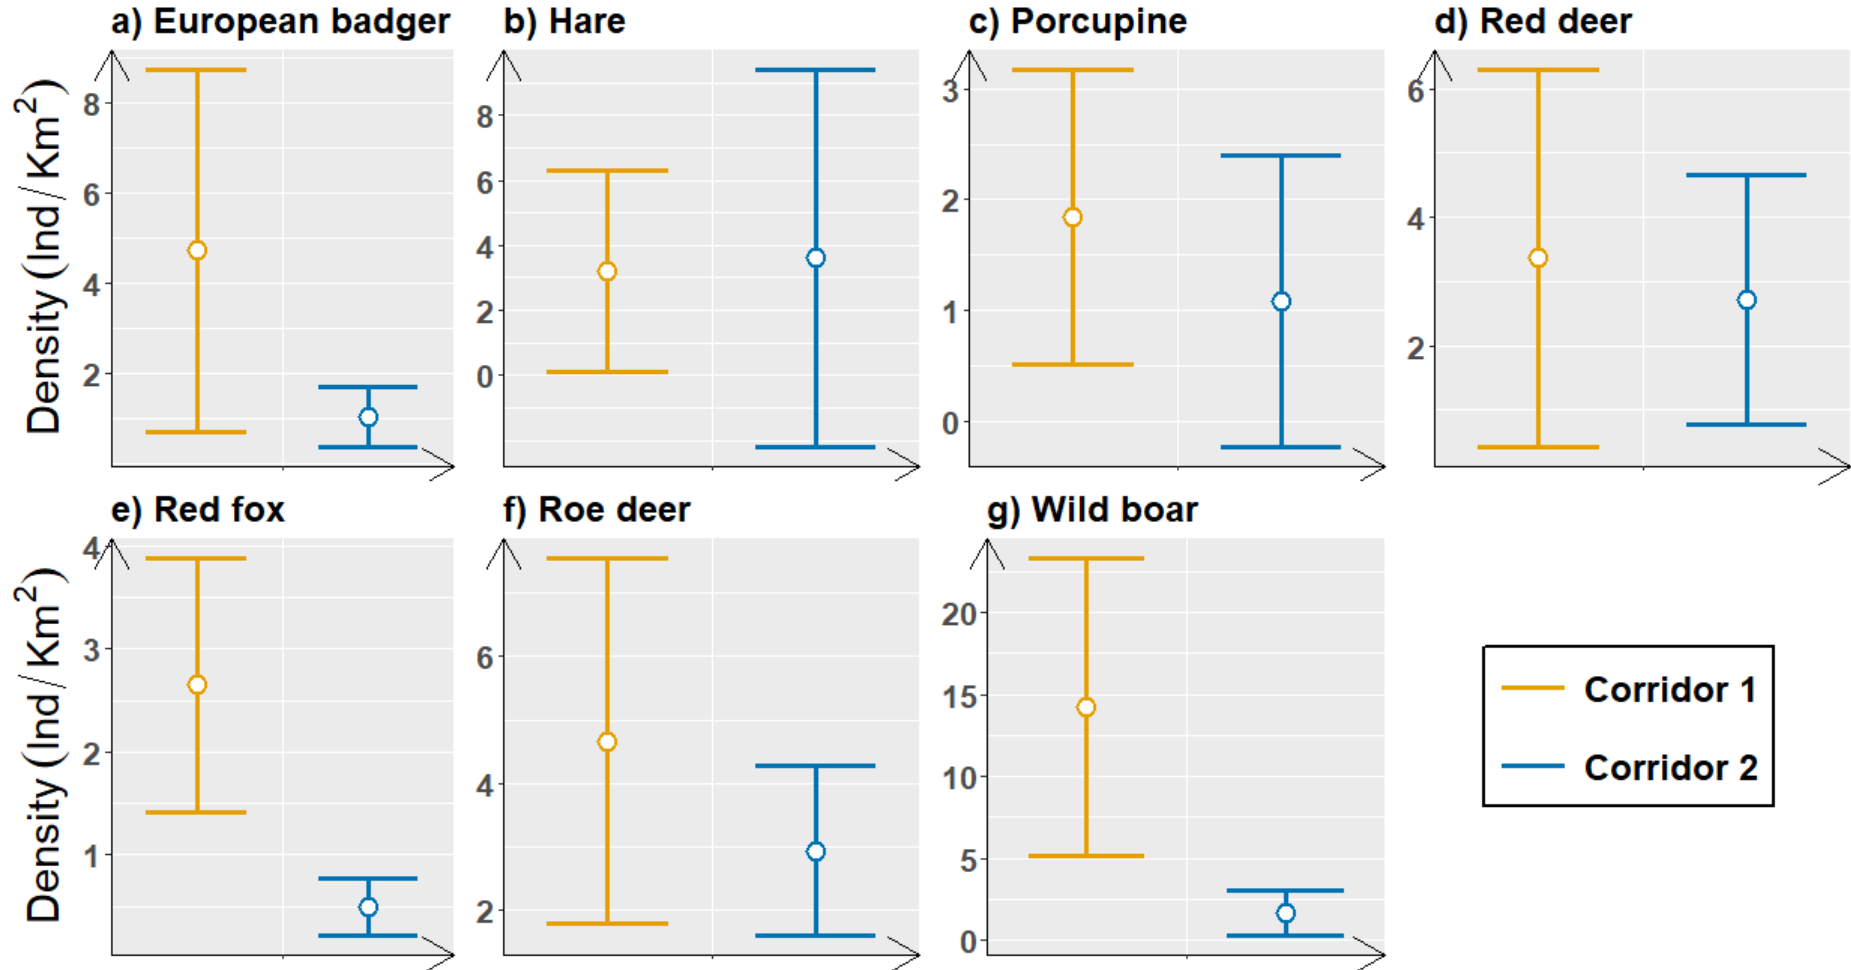 a) European badger
b) Hare
c) Porcupine
d) Red deer
Density (Ind / Km²)
8
6
4
2
8
6
4
2
0
3
2
1
0
6
4
2
e) Red fox
f) Roe deer
g) Wild boar
Density (Ind / Km²)
4
3
2
1
6
4
2
20
15
10
5
0
Corridor 1
Corridor 2